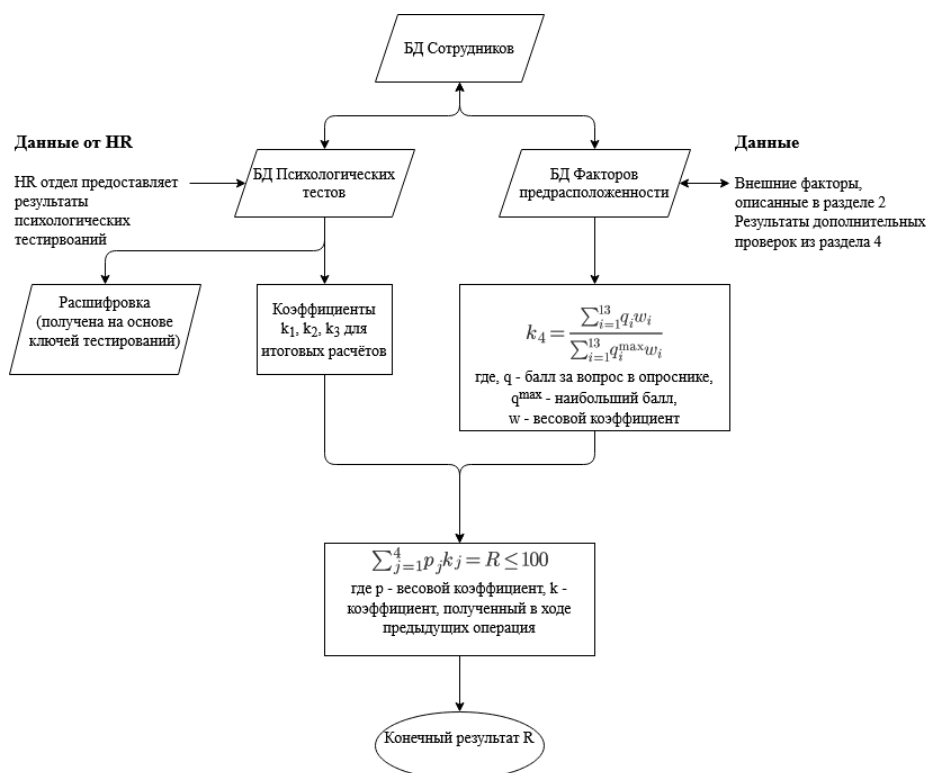 БД Сотрудников
Данные от HR
HR отдел предоставляет
результаты
психологических
тестирвоаний
БД Психологических
тестов
БД Факторов
предрасположенности
Данные
Внешние факторы,
описанные в разделе 2
Результаты дополнительных
проверок из раздела 4
Расшифровка
(получена на основе
ключей тестирований)
Коэффициенты
k₁, k₂, k₃ для
итоговых расчётов
k₄ = ∑¹³ᵢ₌₁ qᵢwᵢ / ∑¹³ᵢ₌₁ qᵢᵐᵃˣwᵢ
где, q - балл за вопрос в опроснике,
qᵐᵃˣ - наибольший балл,
w - весовой коэффициент
∑⁴ⱼ₌₁ pⱼkⱼ = R ≤ 100
где p - весовой коэффициент, k -
коэффициент, полученный в ходе
предыдущих операция
Конечный результат R